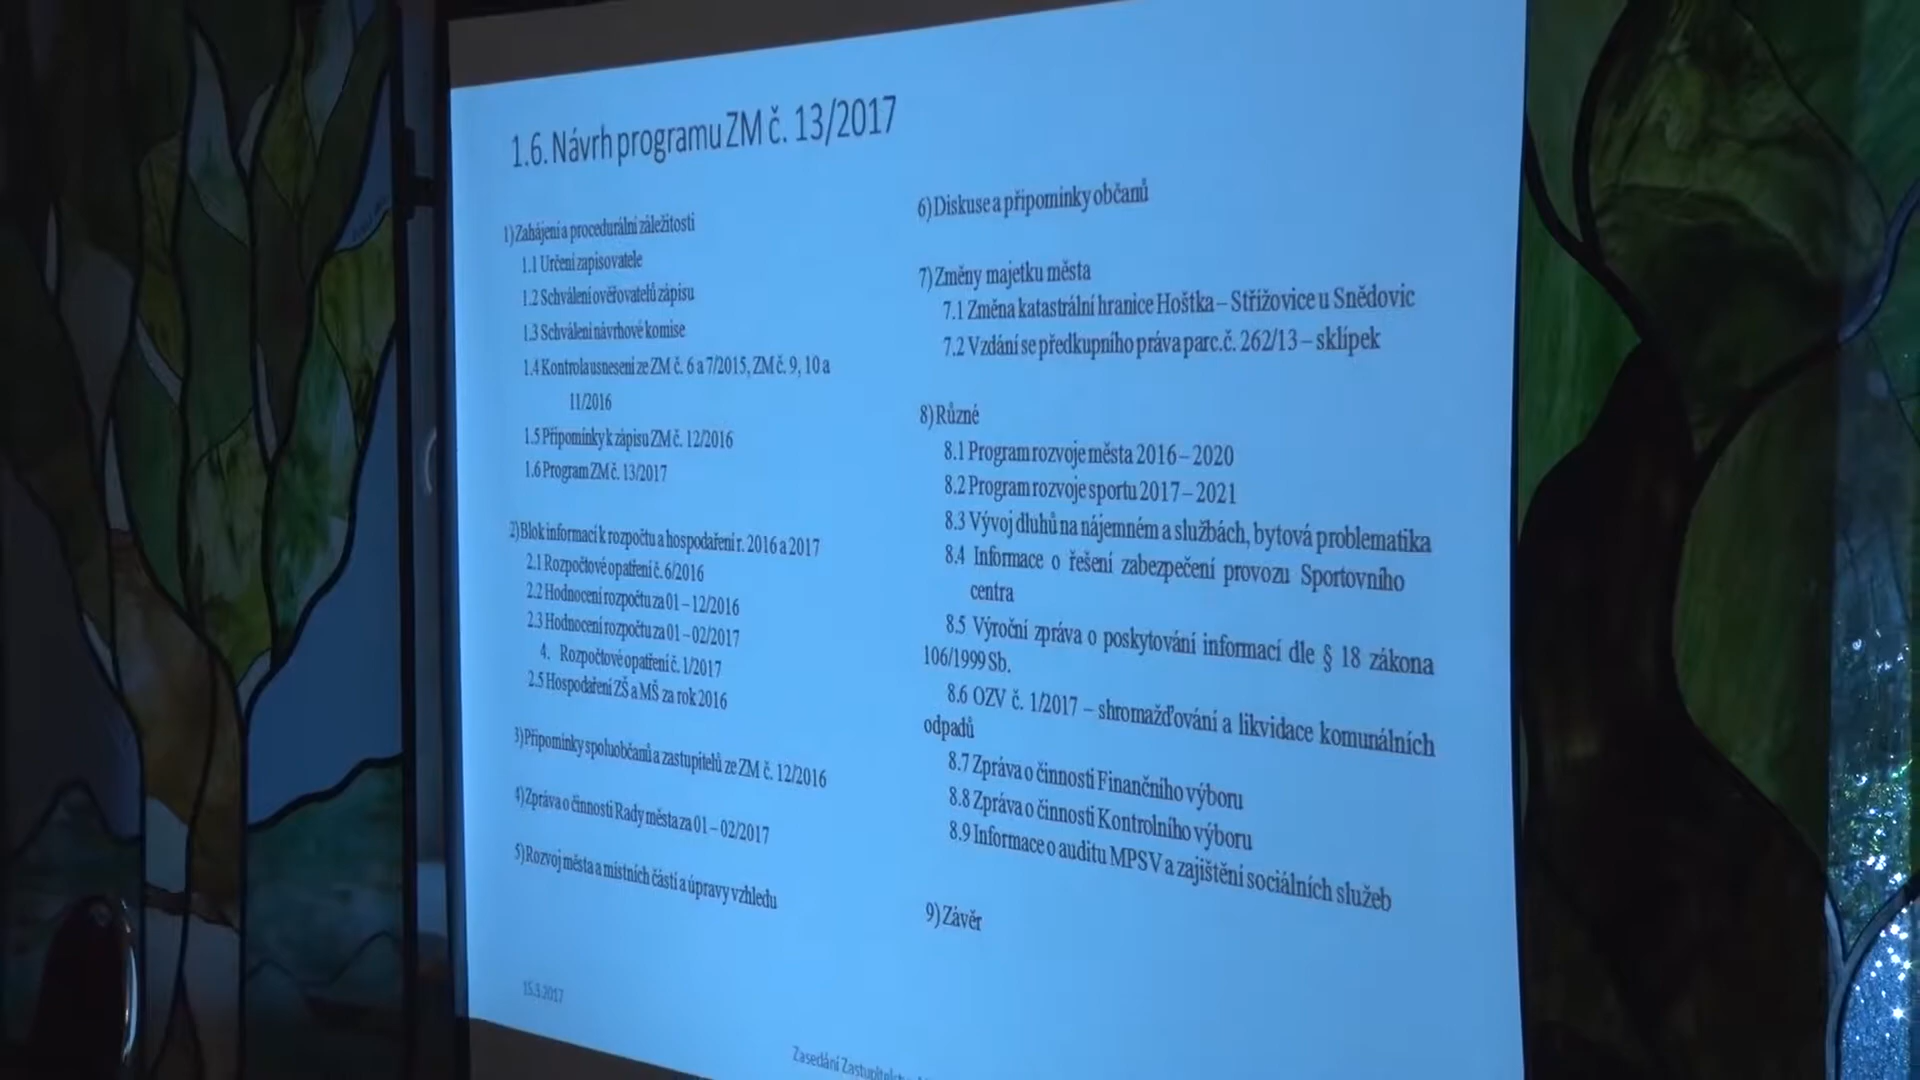 1.6. Návrh programu ZM č. 13/2017
1) Zahájení a procedurální záležitosti
1.1 Určení zapisovatele
1.2 Schválení ověřovatelů zápisu
1.3 Schválení návrhové komise
1.4 Kontrola usnesení ze ZM č. 6 a 7/2015, ZM č. 9, 10 a
11/2016
1.5 Připomínky k zápisu ZM č. 12/2016
1.6 Program ZM č. 13/2017
2) Blok informací k rozpočtu a hospodaření r. 2016 a 2017
2.1 Rozpočtové opatření č. 6/2016
2.2 Hodnocení rozpočtu za 01 – 12/2016
2.3 Hodnocení rozpočtu za 01 – 02/2017
4. Rozpočtové opatření č. 1/2017
2.5 Hospodaření ZŠ a MŠ za rok 2016
3) Připomínky spoluobčanů a zastupitelů ze ZM č. 12/2016
4) Zpráva o činnosti Rady města za 01 – 02/2017
5) Rozvoj města a místních částí a úpravy vzhledu
6) Diskuse a připomínky občanů
7) Změny majetku města
7.1 Změna katastrální hranice Hoštka – Střížovice u Snědovic
7.2 Vzdání se předkupního práva parc.č. 262/13 – sklípek
8) Různé
8.1 Program rozvoje města 2016 – 2020
8.2 Program rozvoje sportu 2017 – 2021
8.3 Vývoj dluhů na nájemném a službách, bytová problematika
8.4 Informace o řešení zabezpečení provozu Sportovního
centra
8.5 Výroční zpráva o poskytování informací dle § 18 zákona
106/1999 Sb.
8.6 OZV č. 1/2017 – shromažďování a likvidace komunálních
odpadů
8.7 Zpráva o činnosti Finančního výboru
8.8 Zpráva o činnosti Kontrolního výboru
8.9 Informace o auditu MPSV a zajištění sociálních služeb
9) Závěr
15.3.2017
Zasedání